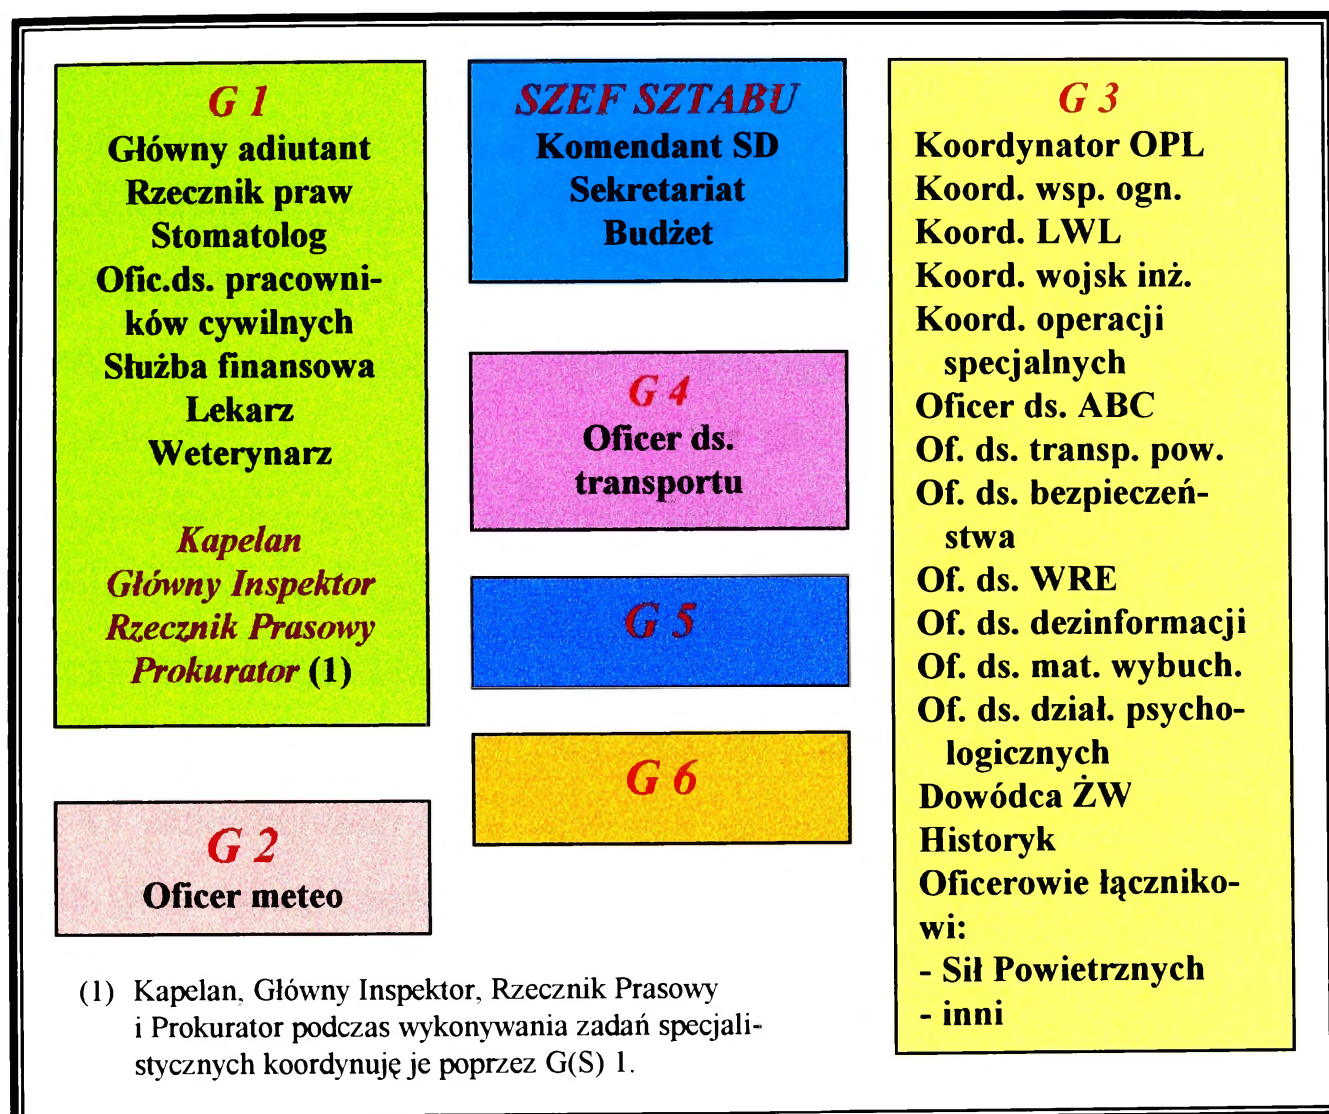 G 1
Główny adiutant
Rzecznik praw
Stomatolog
Ofic.ds. pracowni-
ków cywilnych
Służba finansowa
Lekarz
Weterynarz
Kapelan
Główny Inspektor
Rzecznik Prasowy
Prokurator (1)
G 2
Oficer meteo
SZEF SZTABU
Komendant SD
Sekretariat
Budżet
G 4
Oficer ds.
transportu
G 5
G 6
G 3
Koordynator OPL
Koord. wsp. ogn.
Koord. LWL
Koord. wojsk inż.
Koord. operacji
specjalnych
Oficer ds. ABC
Of. ds. transp. pow.
Of. ds. bezpieczeń-
stwa
Of. ds. WRE
Of. ds. dezinformacji
Of. ds. mat. wybuch.
Of. ds. dział. psycho-
logicznych
Dowódca ŻW
Historyk
Oficerowie łączniko-
wi:
- Sił Powietrznych
- inni
(1) Kapelan, Główny Inspektor, Rzecznik Prasowy
i Prokurator podczas wykonywania zadań specjali-
stycznych koordynuję je poprzez G(S) 1.